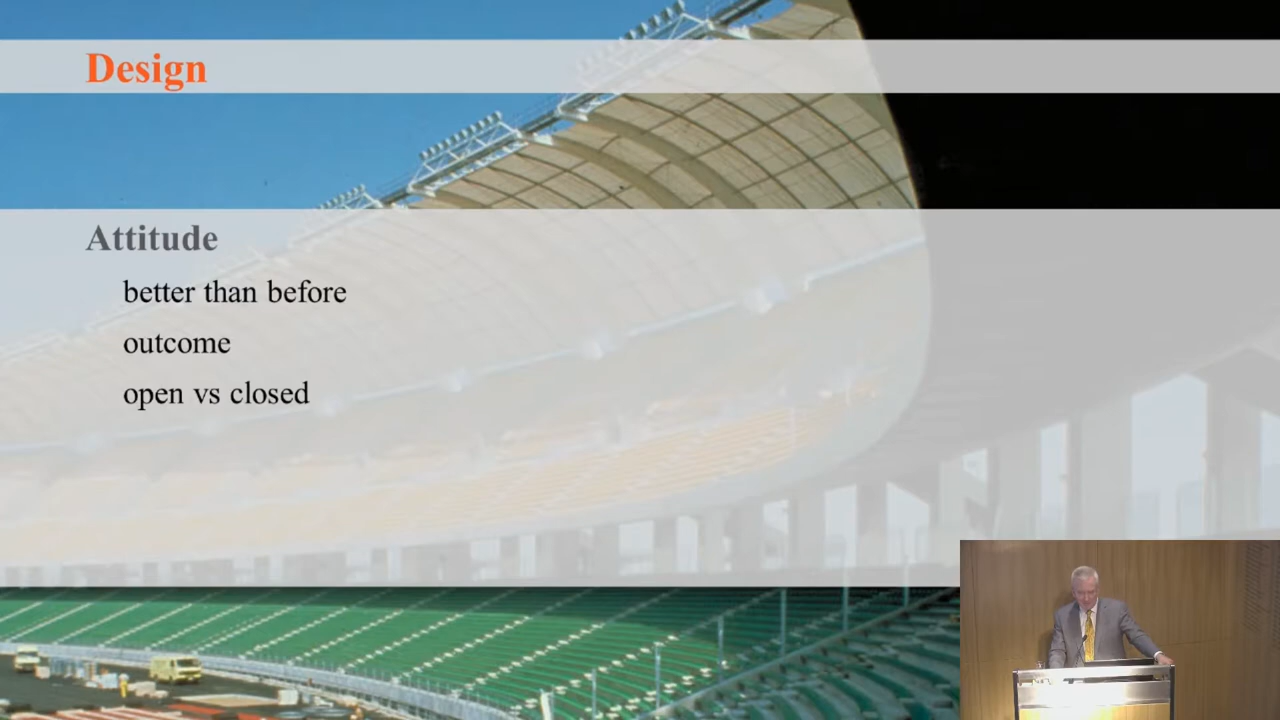 Design
Attitude
better than before
outcome
open vs closed